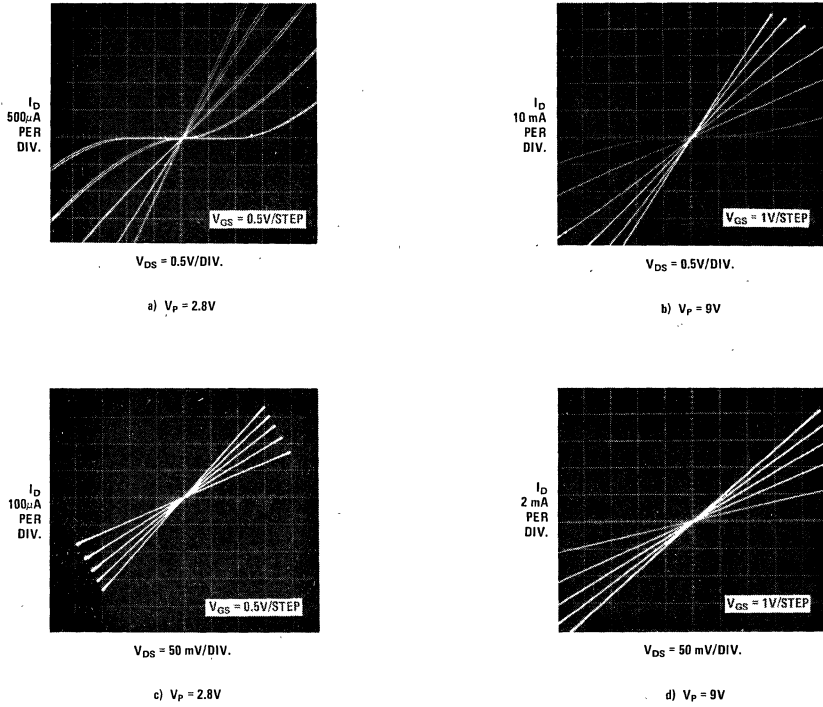 I_D
500μA
PER
DIV.
V_GS = 0.5V/STEP
V_DS = 0.5V/DIV.
a) V_P = 2.8V
I_D
10 mA
PER
DIV.
V_GS = 1V/STEP
V_DS = 0.5V/DIV.
b) V_P = 9V
I_D
100μA
PER
DIV.
V_GS = 0.5V/STEP
V_DS = 50 mV/DIV.
c) V_P = 2.8V
I_D
2 mA
PER
DIV.
V_GS = 1V/STEP
V_DS = 50 mV/DIV.
d) V_P = 9V